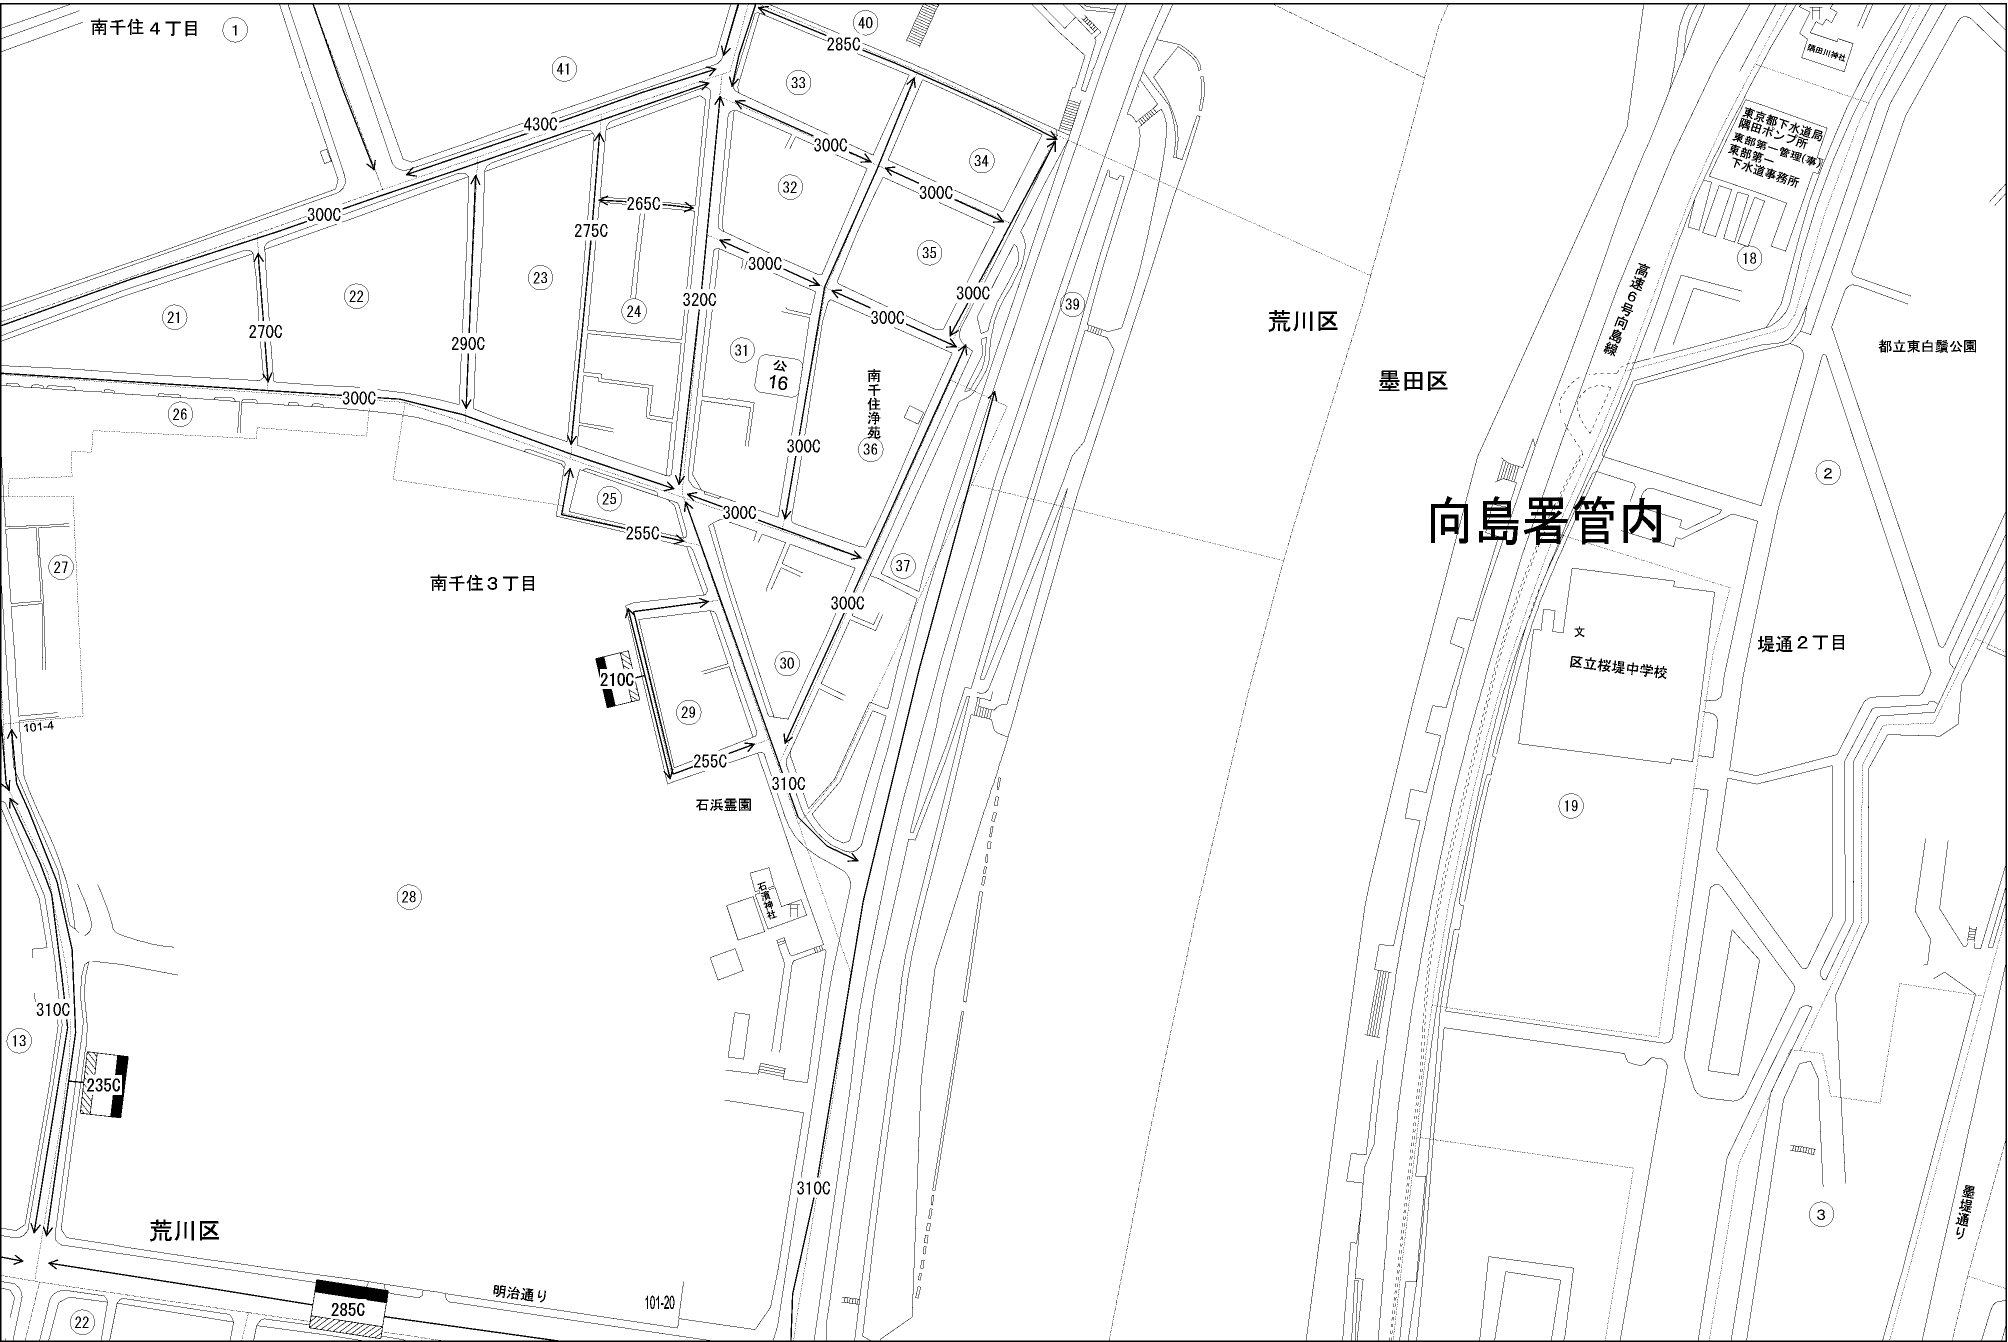 南千住４丁目
1
40
285C
隅田川神社
41
33
430C
300C
34
東京都下水道局
隅田ポンプ所
東部第一管理(事)
東部第一
下水道事務所
32
300C
300C
265C
275C
35
18
300C
23
320C
300C
39
高速６号向島線
22
24
21
300C
荒川区
270C
290C
31
公
16
都立東白鬚公園
墨田区
南千住浄苑
26
300C
300C
36
2
25
300C
向島署管内
255C
27
37
南千住３丁目
300C
文
区立桜堤中学校
堤通２丁目
30
210C
29
101-4
255C
310C
石浜霊園
19
28
石濱神社
310C
13
235C
310C
3
墨堤通り
荒川区
明治通り
101-20
285C
22